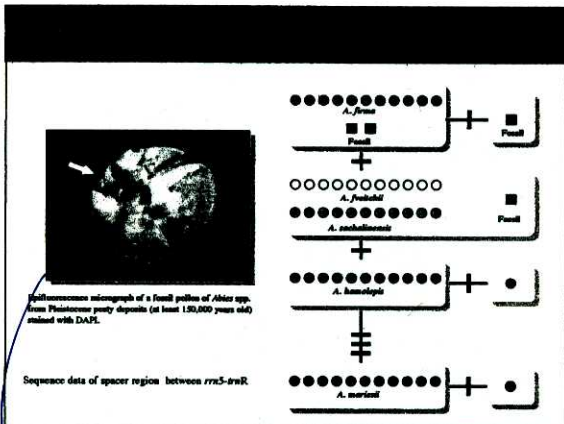 Epifluorescence micrograph of a fossil pollen of Abies spp.
from Pleistocene peaty deposits (at least 150,000 years old)
stained with DAPI.
Sequence data of spacer region between rrn5-trnR
A. firma
Fossil
Fossil
A. veitchii
Fossil
A. sachalinensis
A. homolepis
A. mariesii